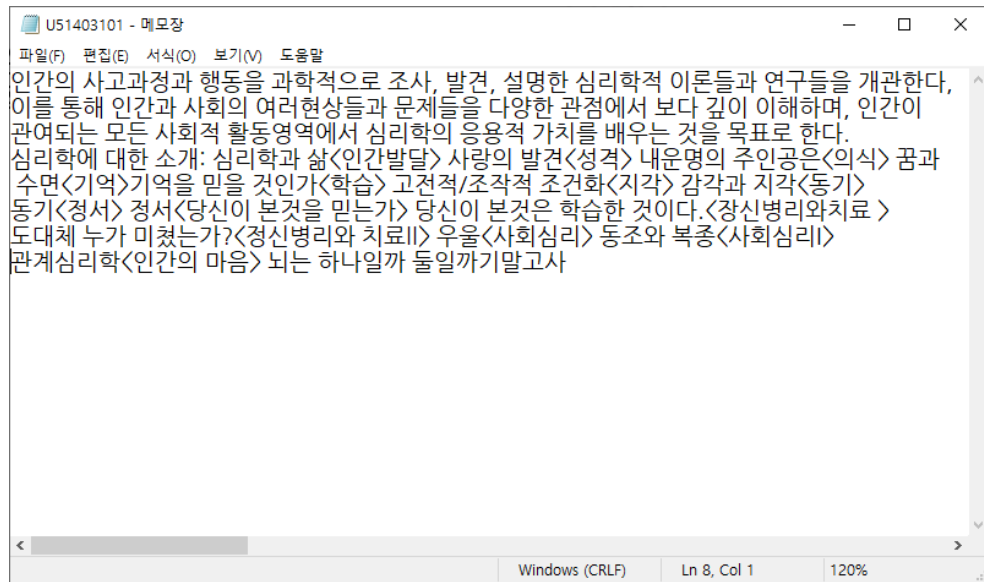 U51403101 - 메모장
파일(F) 편집(E) 서식(O) 보기(V) 도움말
인간의 사고과정과 행동을 과학적으로 조사, 발견, 설명한 심리학적 이론들과 연구들을 개관한다,
이를 통해 인간과 사회의 여러현상들과 문제들을 다양한 관점에서 보다 깊이 이해하며, 인간이
관여되는 모든 사회적 활동영역에서 심리학의 응용적 가치를 배우는 것을 목표로 한다.
심리학에 대한 소개: 심리학과 삶<인간발달> 사랑의 발견<성격> 내운명의 주인공은<의식> 꿈과
수면<기억>기억을 믿을 것인가<학습> 고전적/조작적 조건화<지각> 감각과 지각<동기>
동기<정서> 정서<당신이 본것을 믿는가> 당신이 본것은 학습한 것이다.<장신병리와치료 >
도대체 누가 미쳤는가?<정신병리와 치료II> 우울<사회심리> 동조와 복종<사회심리I>
관계심리학<인간의 마음> 뇌는 하나일까 둘일까기말고사
Windows (CRLF) Ln 8, Col 1 120%